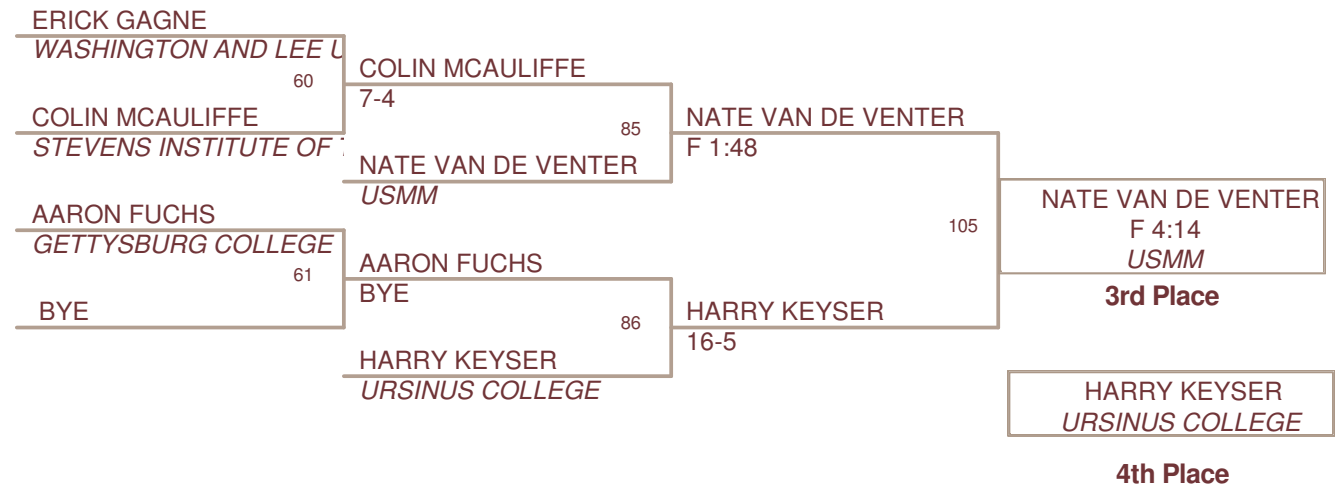 ERICK GAGNE
WASHINGTON AND LEE U
60
COLIN MCAULIFFE
STEVENS INSTITUTE OF
AARON FUCHS
GETTYSBURG COLLEGE
61
BYE
COLIN MCAULIFFE
7-4
85
NATE VAN DE VENTER
USMM
AARON FUCHS
BYE
86
HARRY KEYSER
URSINUS COLLEGE
NATE VAN DE VENTER
F 1:48
105
HARRY KEYSER
16-5
NATE VAN DE VENTER
F 4:14
USMM
3rd Place
HARRY KEYSER
URSINUS COLLEGE
4th Place